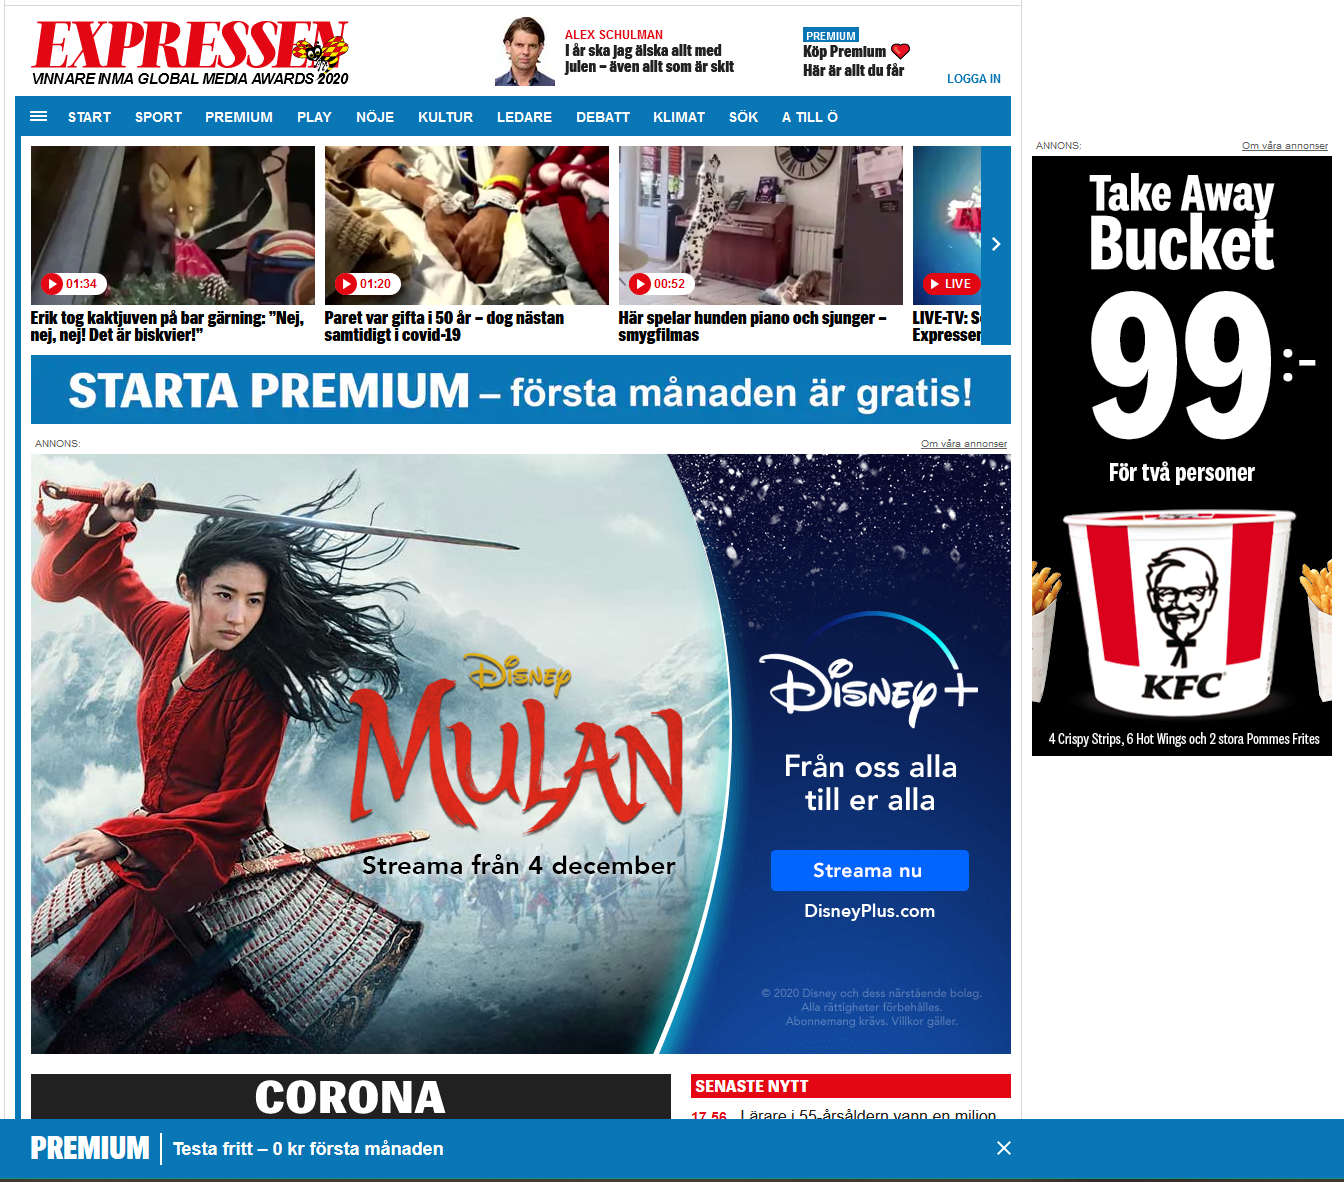 EXPRESSEN
VINNARE INMA GLOBAL MEDIA AWARDS 2020
ALEX SCHULMAN
I år ska jag älska allt med
julen – även allt som är skit
PREMIUM
Köp Premium
Här är allt du får
LOGGA IN
START SPORT PREMIUM PLAY NÖJE KULTUR LEDARE DEBATT KLIMAT SÖK A TILL Ö
01:34
Erik tog kaktjuven på bar gärning: ”Nej,
nej, nej! Det är biskvier!”
01:20
Paret var gifta i 50 år – dog nästan
samtidigt i covid-19
00:52
Här spelar hunden piano och sjunger –
smygfilmas
LIVE
LIVE-TV: S
Expressen
STARTA PREMIUM – första månaden är gratis!
ANNONS:
Om våra annonser
DISNEY
MULAN
Streama från 4 december
Disney+
Från oss alla
till er alla
Streama nu
DisneyPlus.com
© 2020 Disney och dess närstående bolag.
Alla rättigheter förbehålles.
Abonnemang krävs. Villkor gäller.
ANNONS:
Om våra annonser
Take Away
Bucket
99:-
För två personer
KFC
4 Crispy Strips, 6 Hot Wings och 2 stora Pommes Frites
CORONA
SENASTE NYTT
17.56 Lärare i 55-årsåldern vann en miljon
PREMIUM
Testa fritt – 0 kr första månaden